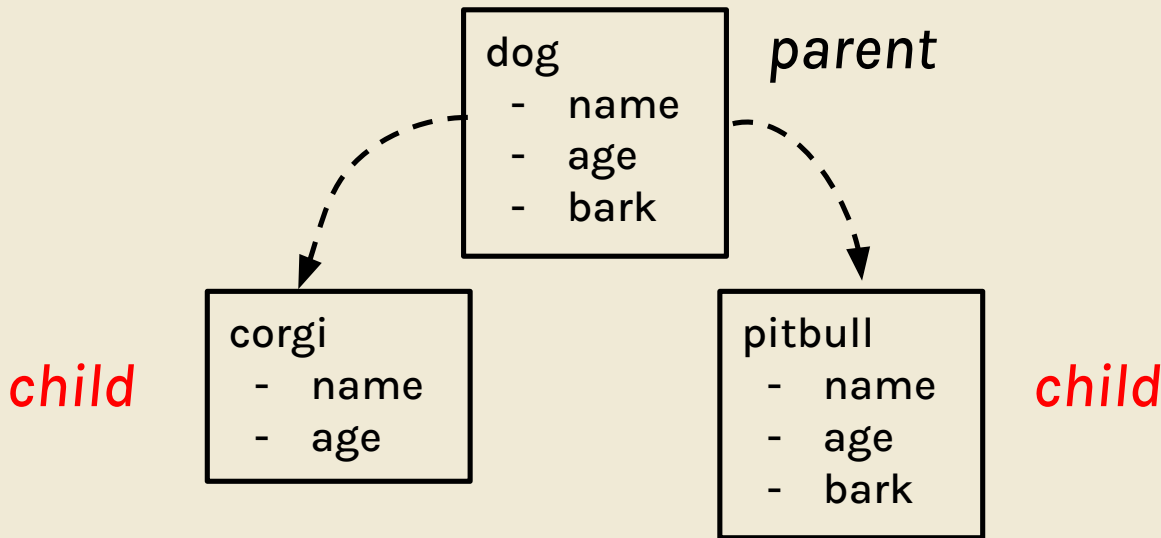 dog
- name
- age
- bark
parent
corgi
- name
- age
child
pitbull
- name
- age
- bark
child